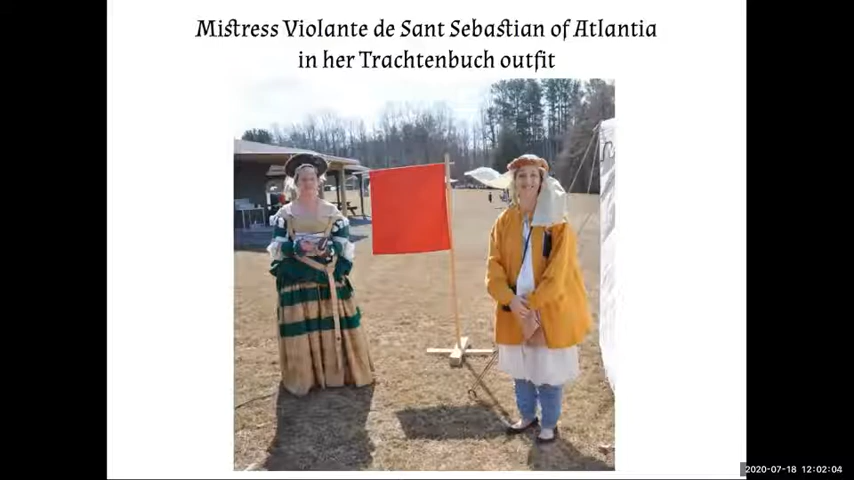 Mistress Violante de Sant Sebastian of Atlantia
in her Trachtenbuch outfit
2020-07-18 12:02:04